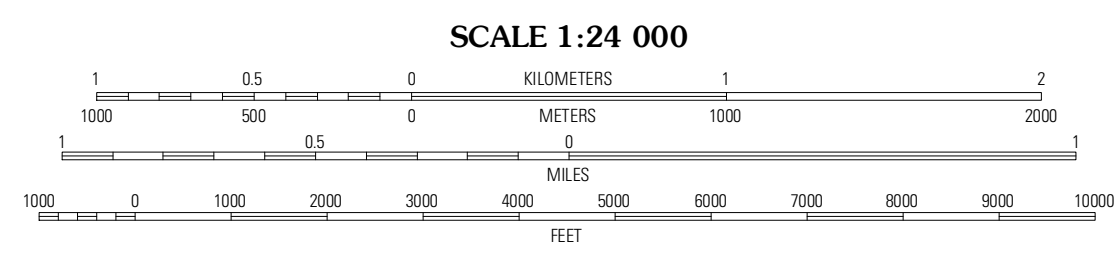 SCALE 1:24 000
1 0.5 0 KILOMETERS 1 2
1000 500 0 METERS 1000 2000
1 0.5 0 1
MILES
1000 0 1000 2000 3000 4000 5000 6000 7000 8000 9000 10000
FEET